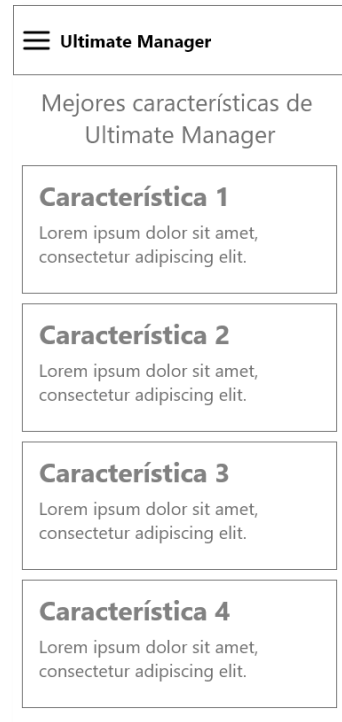 Ultimate Manager
Mejores características de
Ultimate Manager
Característica 1
Lorem ipsum dolor sit amet,
consectetur adipiscing elit.
Característica 2
Lorem ipsum dolor sit amet,
consectetur adipiscing elit.
Característica 3
Lorem ipsum dolor sit amet,
consectetur adipiscing elit.
Característica 4
Lorem ipsum dolor sit amet,
consectetur adipiscing elit.